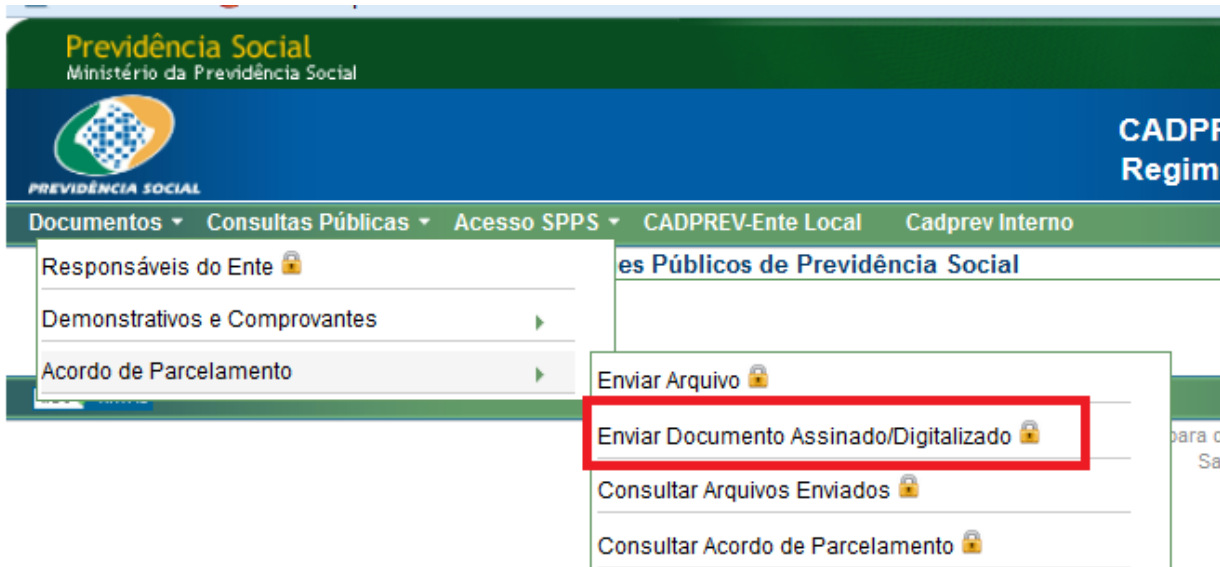 Previdência Social
Ministério da Previdência Social
PREVIDÊNCIA SOCIAL
Documentos Consultas Públicas Acesso SPPS CADPREV-Ente Local Cadprev Interno
Responsáveis do Ente
es Públicos de Previdência Social
Demonstrativos e Comprovantes
Acordo de Parcelamento
Enviar Arquivo
Enviar Documento Assinado/Digitalizado
Consultar Arquivos Enviados
Consultar Acordo de Parcelamento